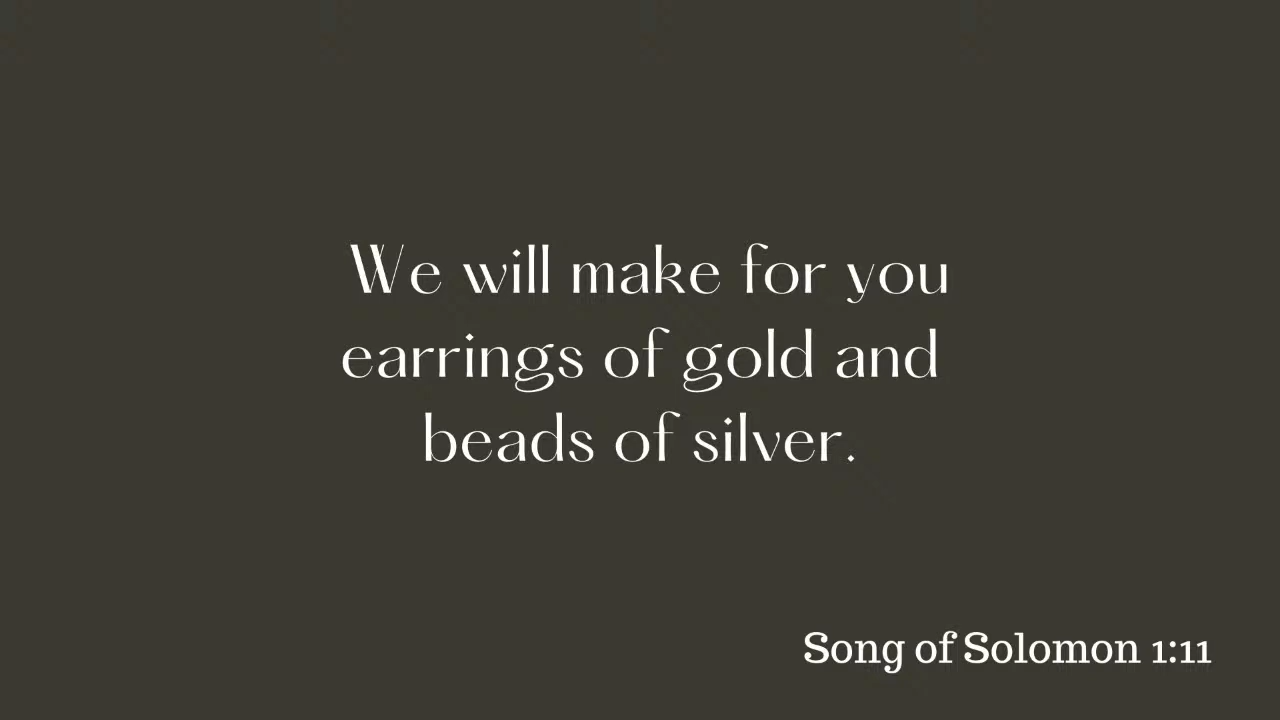 We will make for you
earrings of gold and
beads of silver.
Song of Solomon 1:11